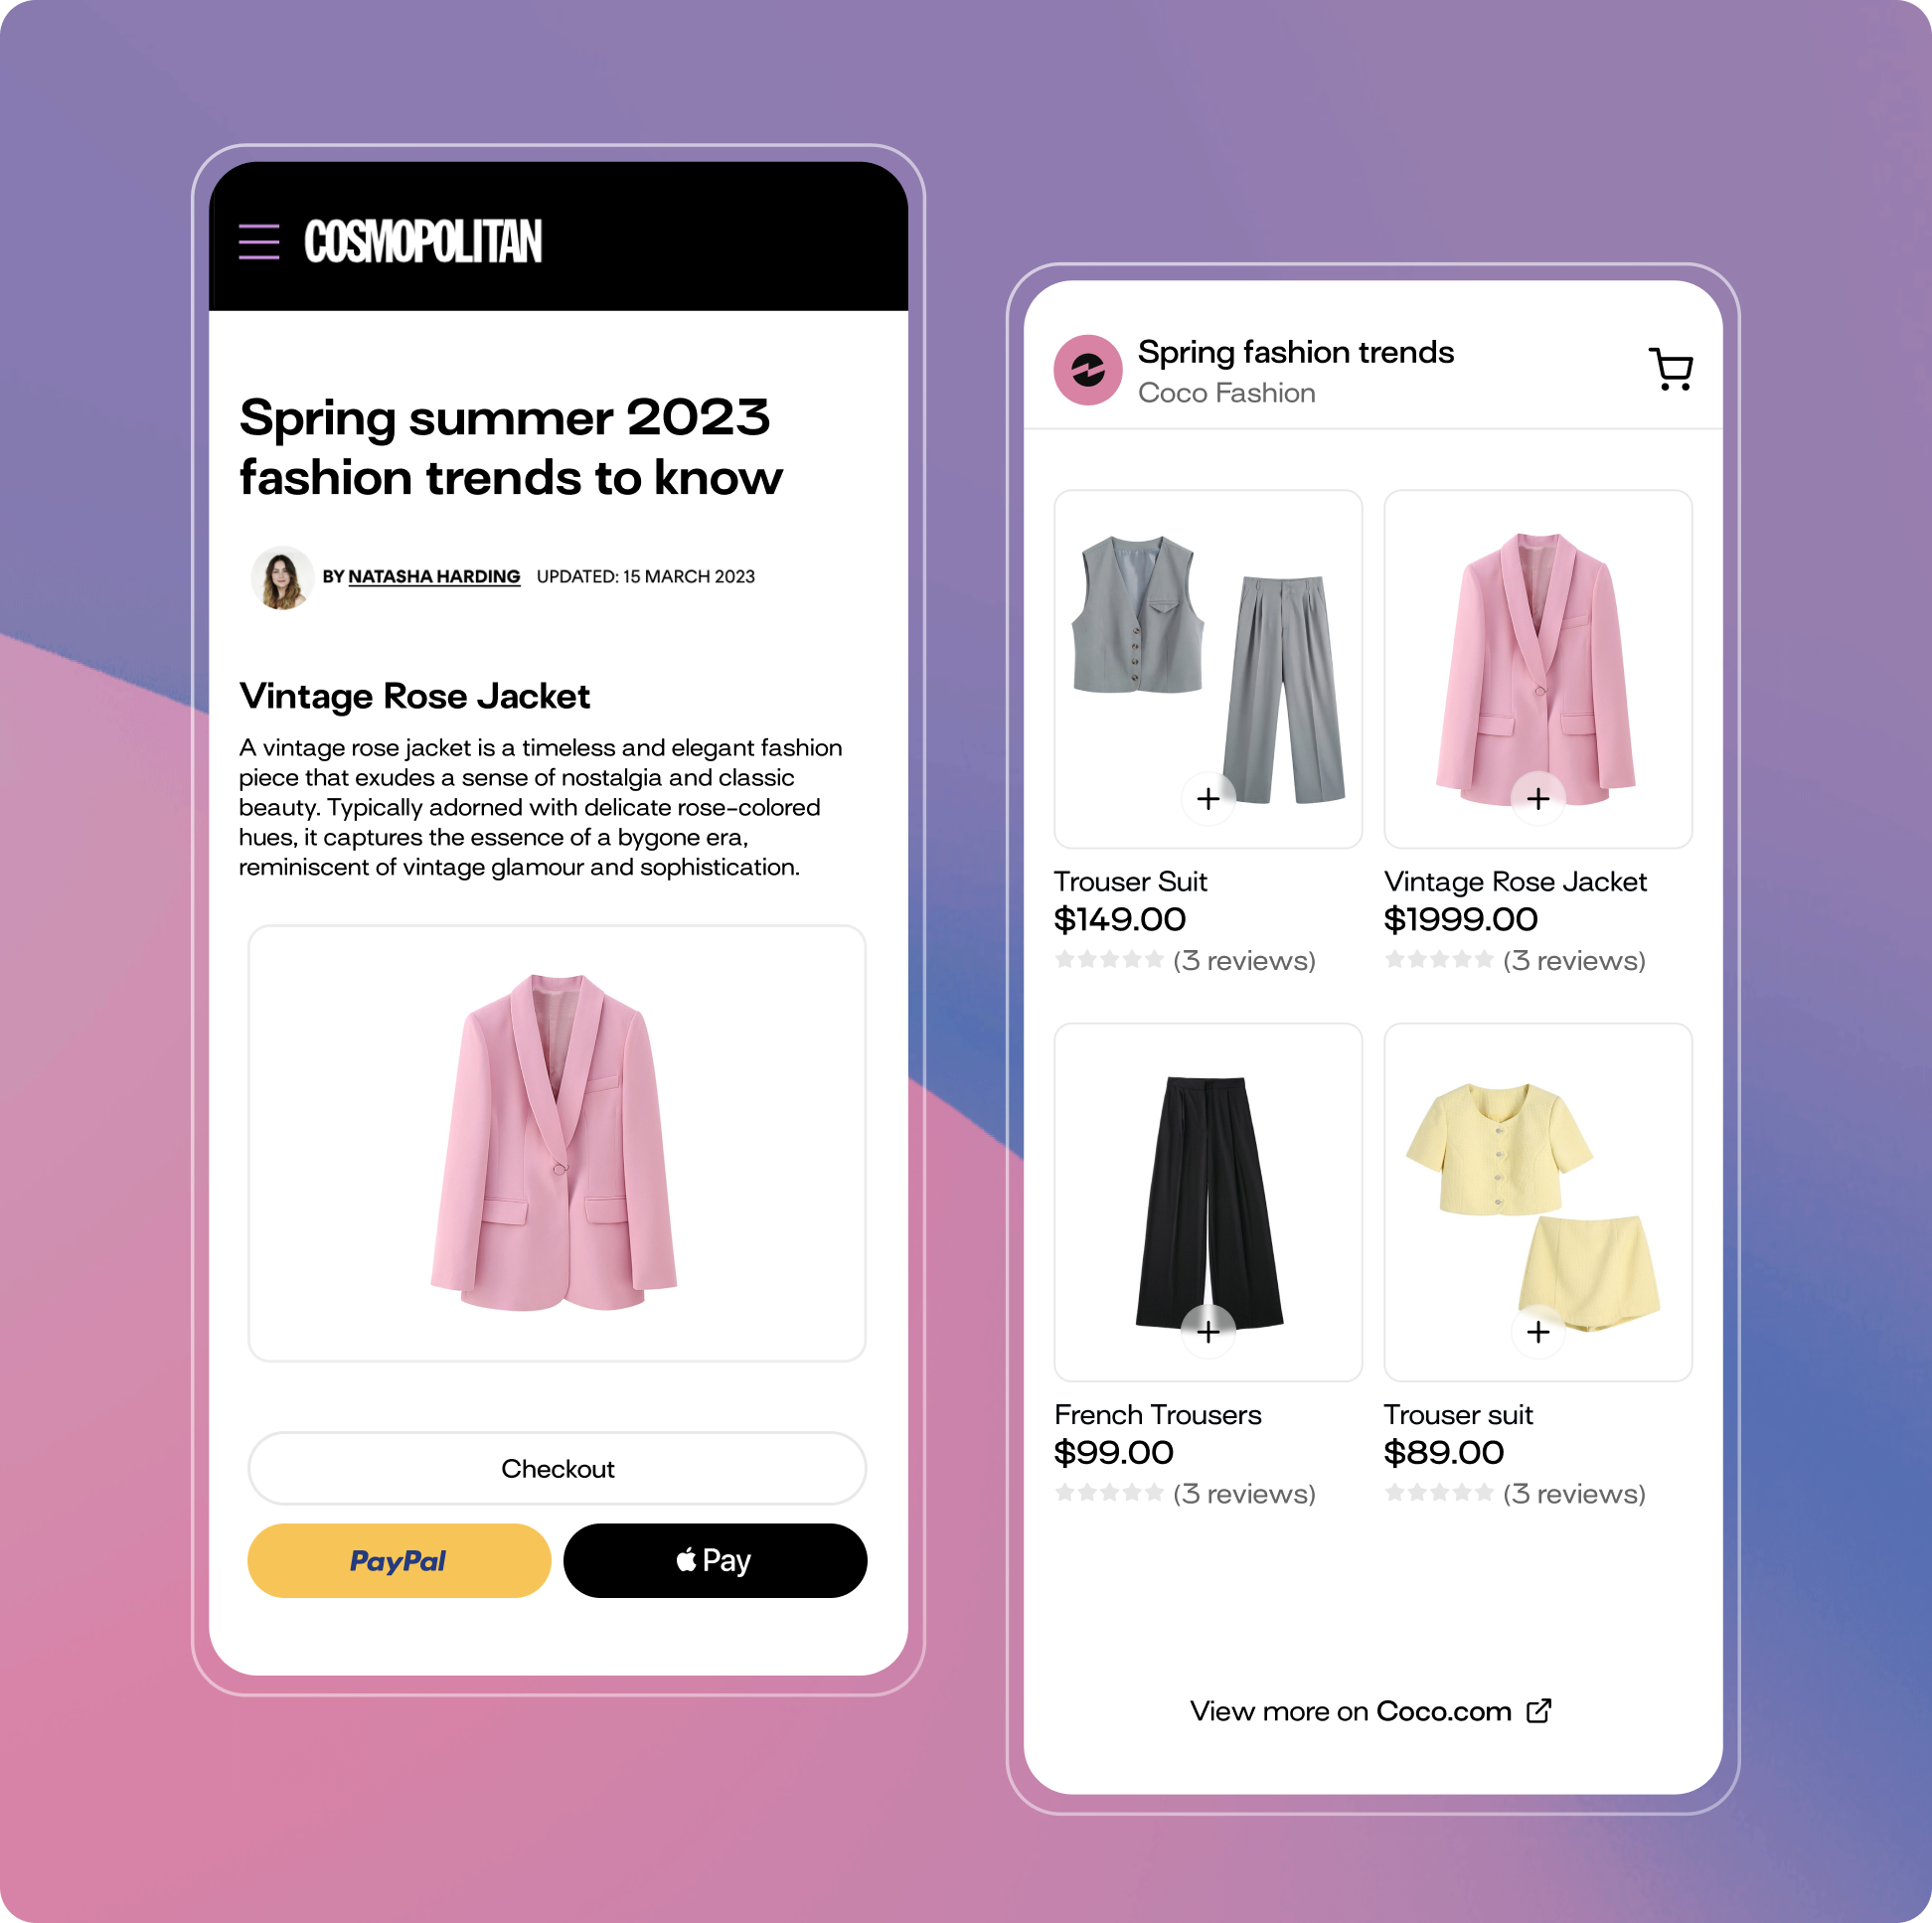 COSMOPOLITAN
Spring summer 2023
fashion trends to know
BY NATASHA HARDING UPDATED: 15 MARCH 2023
Vintage Rose Jacket
A vintage rose jacket is a timeless and elegant fashion
piece that exudes a sense of nostalgia and classic
beauty. Typically adorned with delicate rose-colored
hues, it captures the essence of a bygone era,
reminiscent of vintage glamour and sophistication.
Checkout
PayPal
Pay
Spring fashion trends
Coco Fashion
Trouser Suit
$149.00
(3 reviews)
Vintage Rose Jacket
$1999.00
(3 reviews)
French Trousers
$99.00
(3 reviews)
Trouser suit
$89.00
(3 reviews)
View more on Coco.com